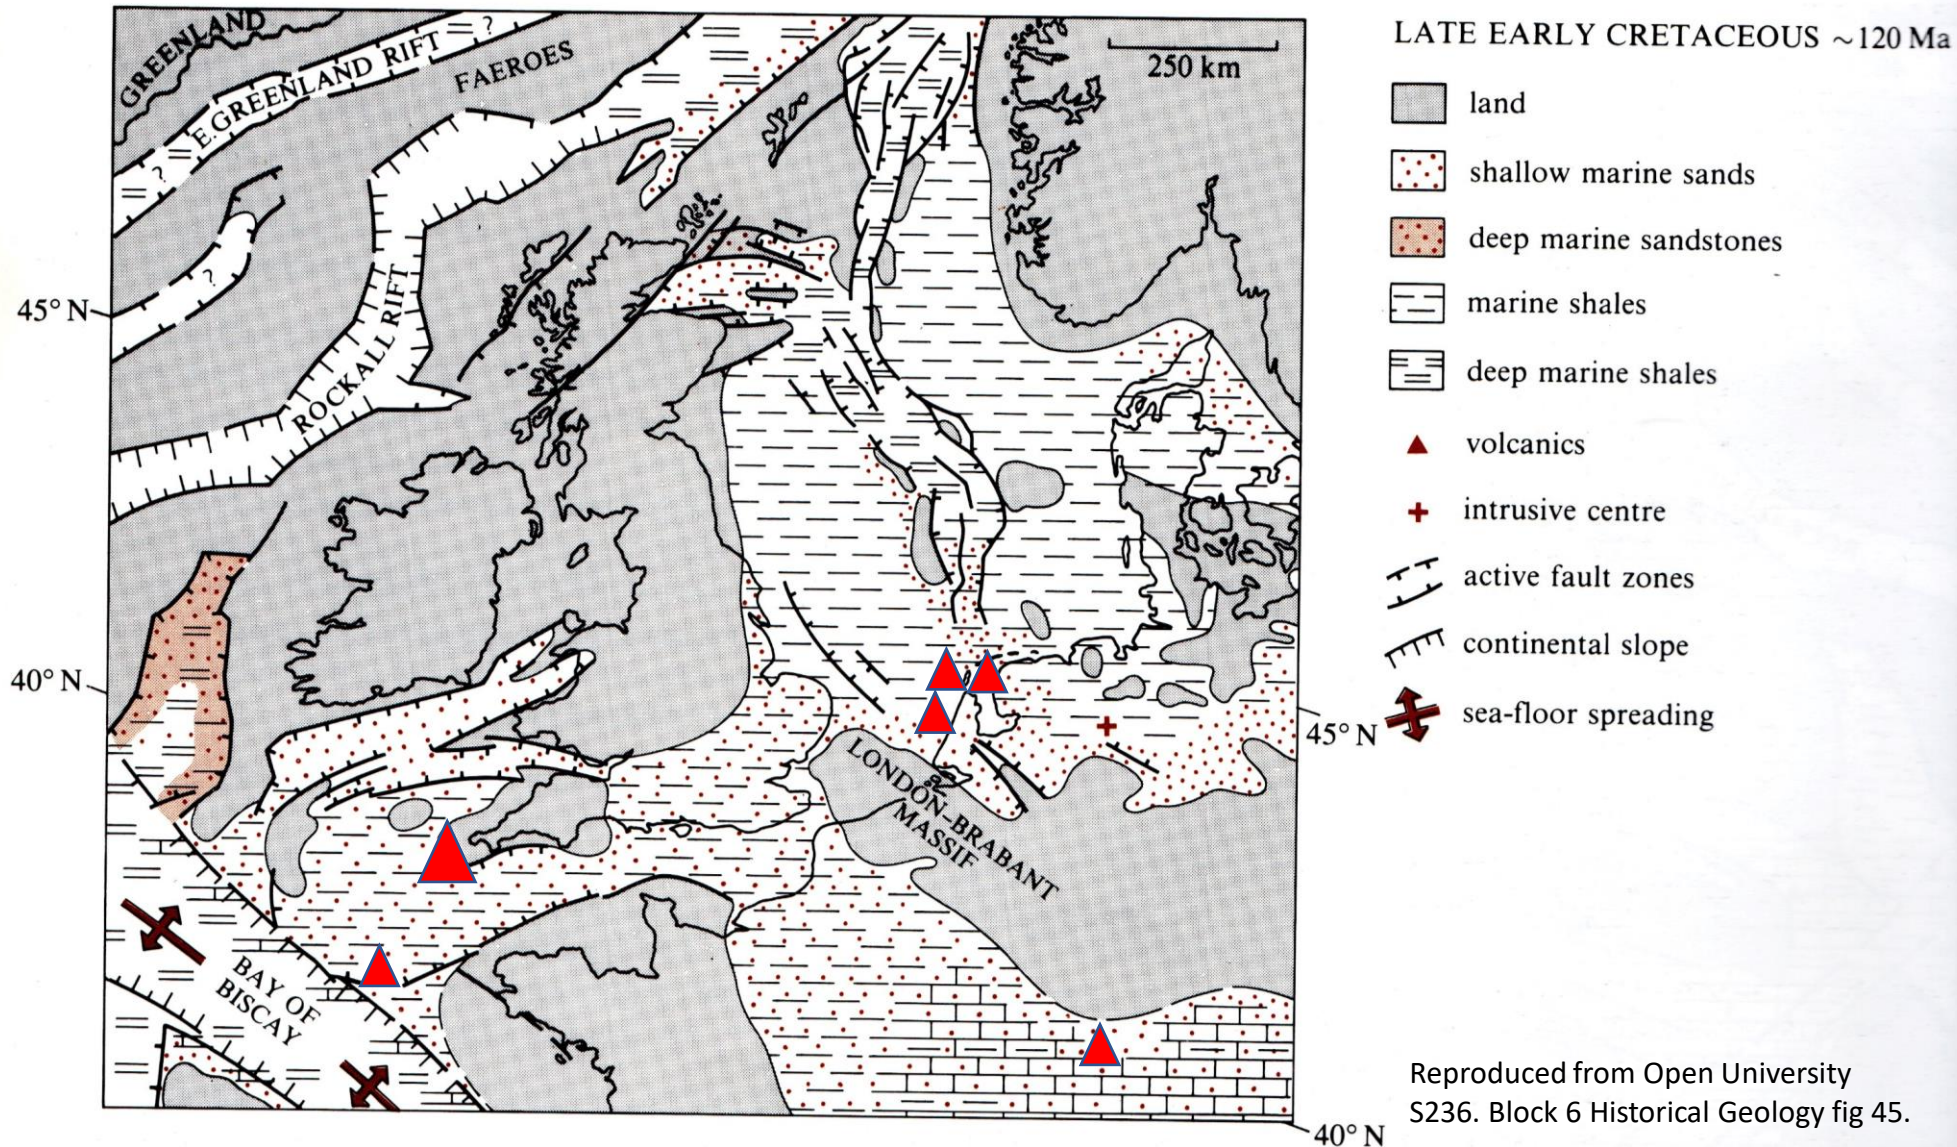 GREENLAND
E. GREENLAND RIFT
?
FAEROES
250 km
?
?
45° N
ROCKALL RIFT
40° N
45° N
LONDON–BRABANT
MASSIF
BAY OF
BISCAY
40° N
LATE EARLY CRETACEOUS ~120 Ma
land
shallow marine sands
deep marine sandstones
marine shales
deep marine shales
volcanics
intrusive centre
active fault zones
continental slope
sea-floor spreading
Reproduced from Open University
S236. Block 6 Historical Geology fig 45.